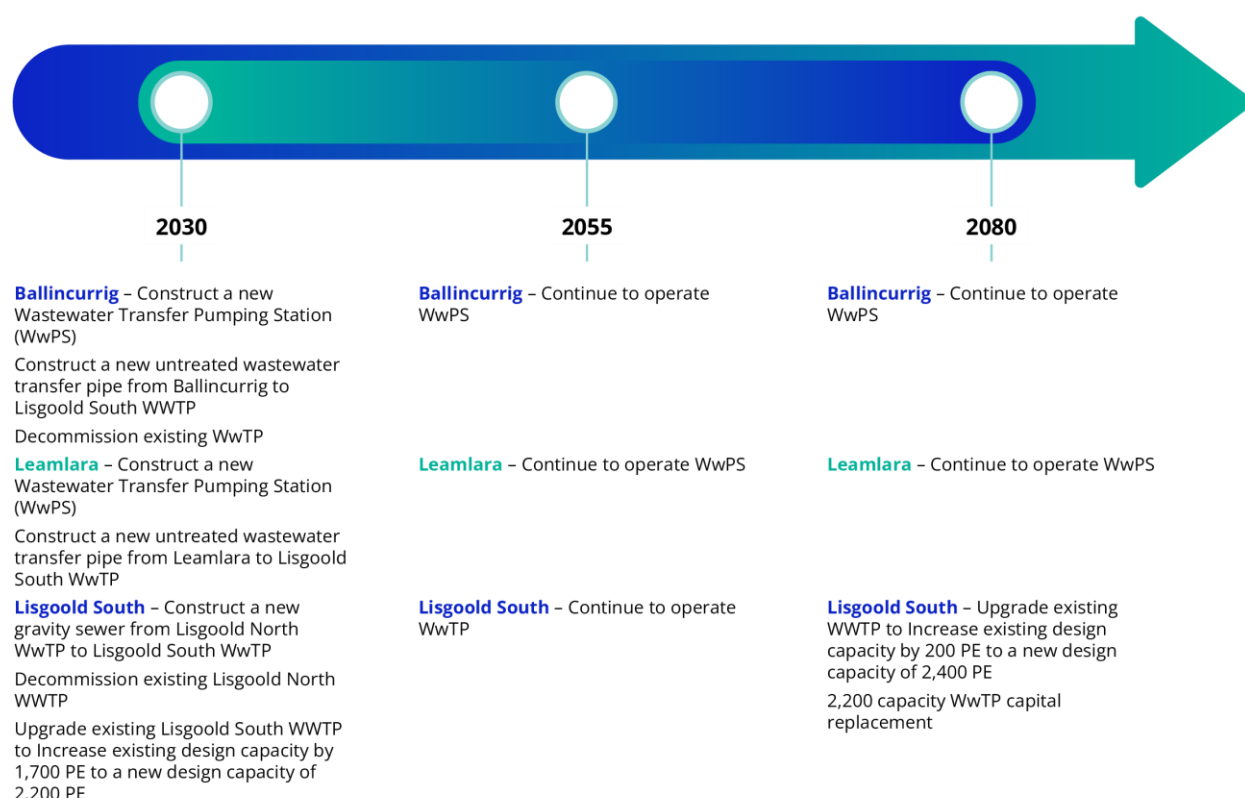 2030
2055
2080
Ballincurrig – Construct a new
Wastewater Transfer Pumping Station
(WwPS)
Construct a new untreated wastewater
transfer pipe from Ballincurrig to
Lisgoold South WWTP
Decommission existing WwTP
Ballincurrig – Continue to operate
WwPS
Ballincurrig – Continue to operate
WwPS
Leamlara – Construct a new
Wastewater Transfer Pumping Station
(WwPS)
Construct a new untreated wastewater
transfer pipe from Leamlara to Lisgoold
South WwTP
Leamlara – Continue to operate WwPS
Leamlara – Continue to operate WwPS
Lisgoold South – Construct a new
gravity sewer from Lisgoold North
WwTP to Lisgoold South WwTP
Decommission existing Lisgoold North
WWTP
Upgrade existing Lisgoold South WWTP
to Increase existing design capacity by
1,700 PE to a new design capacity of
2,200 PE
Lisgoold South – Continue to operate
WwTP
Lisgoold South – Upgrade existing
WWTP to Increase existing design
capacity by 200 PE to a new design
capacity of 2,400 PE
2,200 capacity WwTP capital
replacement